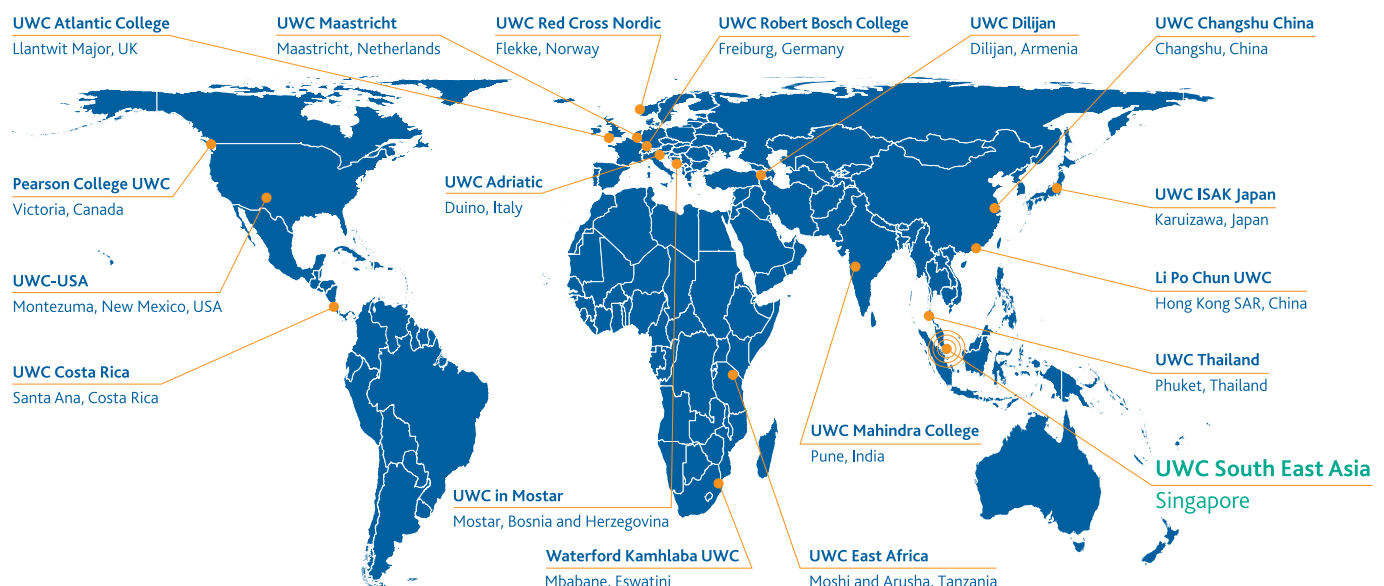 UWC Atlantic College
Llantwit Major, UK
UWC Maastricht
Maastricht, Netherlands
UWC Red Cross Nordic
Flekke, Norway
UWC Robert Bosch College
Freiburg, Germany
UWC Dilijan
Dilijan, Armenia
UWC Changshu China
Changshu, China
Pearson College UWC
Victoria, Canada
UWC Adriatic
Duino, Italy
UWC ISAK Japan
Karuizawa, Japan
UWC-USA
Montezuma, New Mexico, USA
Li Po Chun UWC
Hong Kong SAR, China
UWC Costa Rica
Santa Ana, Costa Rica
UWC Thailand
Phuket, Thailand
UWC Mahindra College
Pune, India
UWC South East Asia
Singapore
UWC in Mostar
Mostar, Bosnia and Herzegovina
Waterford Kamhlaba UWC
Mbabane, Eswatini
UWC East Africa
Moshi and Arusha, Tanzania